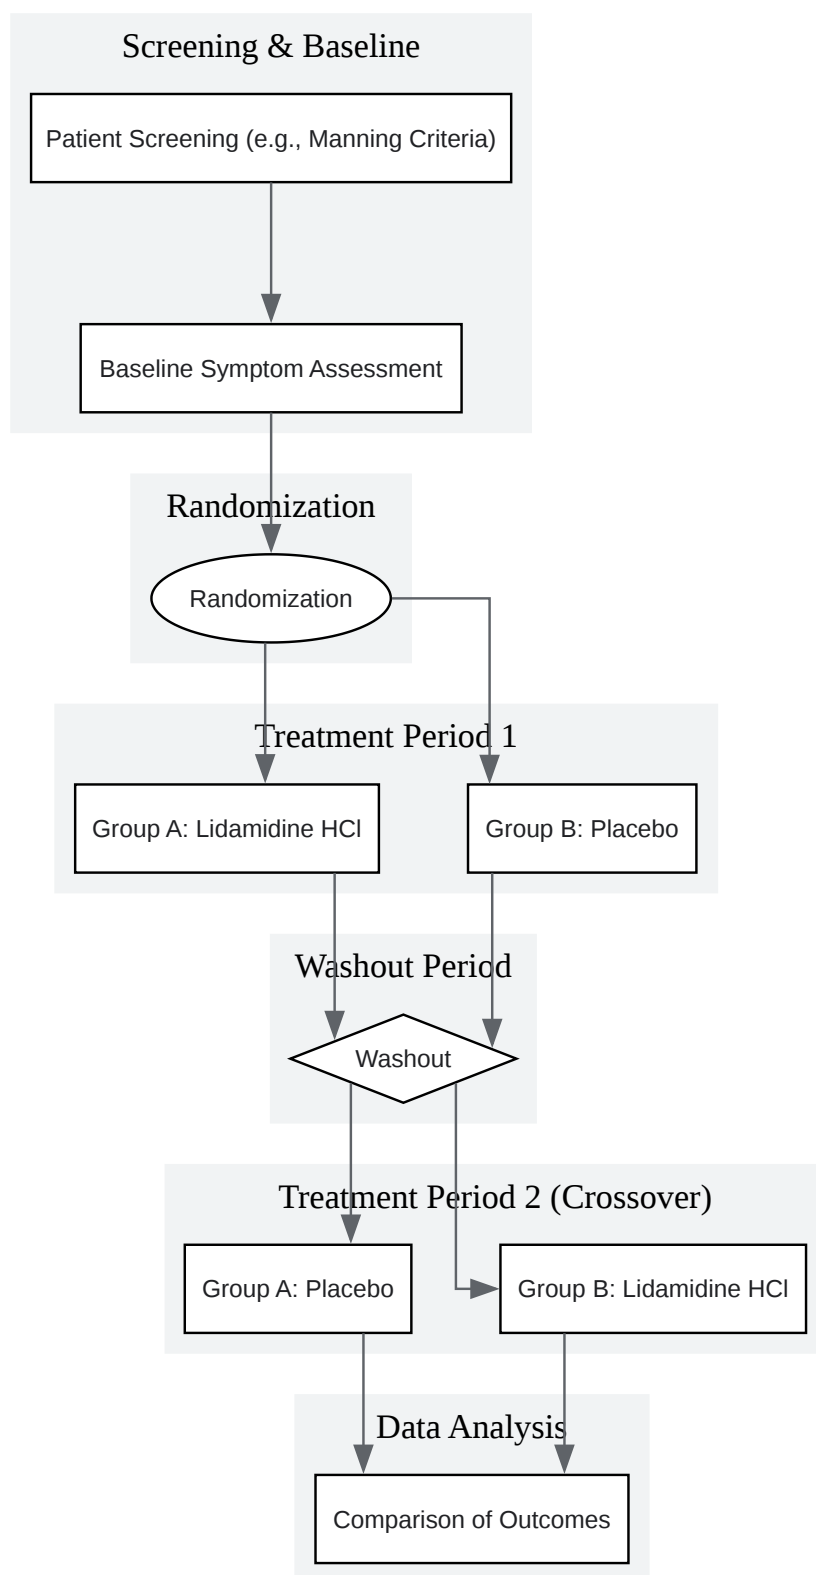 Screening & Baseline
Patient Screening (e.g., Manning Criteria)
Baseline Symptom Assessment
Randomization
Randomization
Treatment Period 1
Group A: Lidamidine HCl
Group B: Placebo
Washout Period
Washout
Treatment Period 2 (Crossover)
Group A: Placebo
Group B: Lidamidine HCl
Data Analysis
Comparison of Outcomes